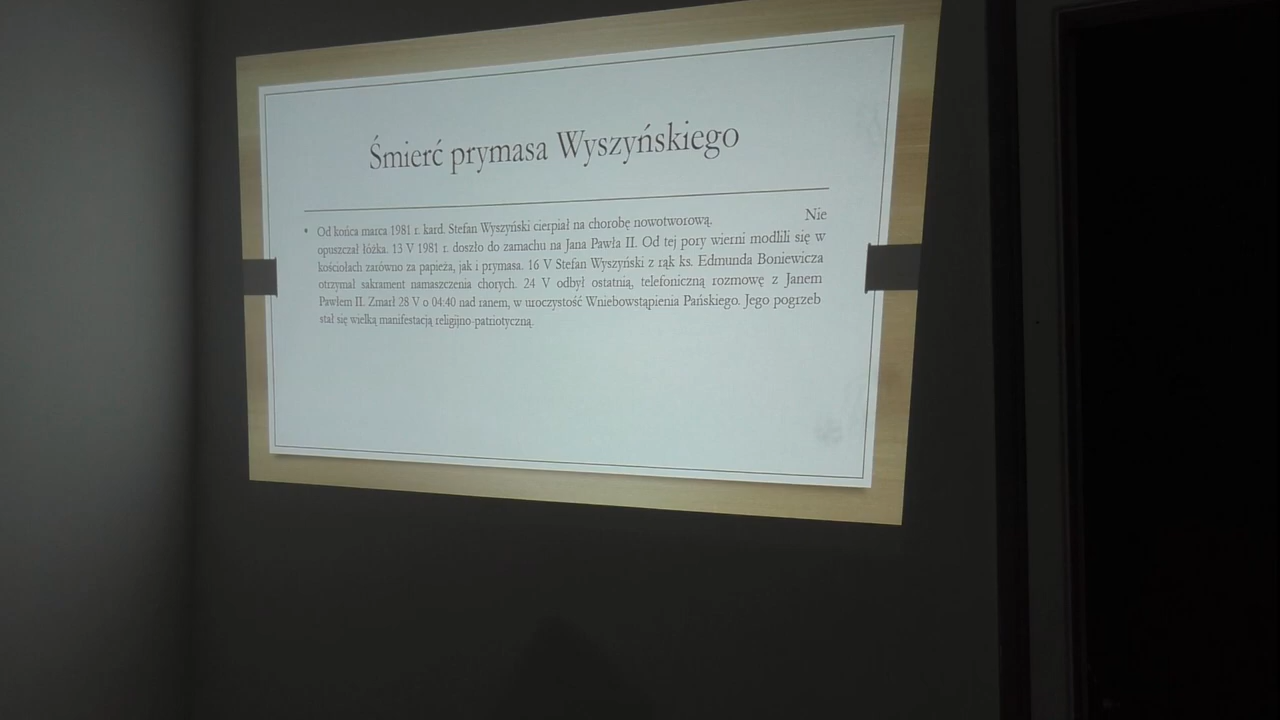 Śmierć prymasa Wyszyńskiego
• Od końca marca 1981 r. kard. Stefan Wyszyński cierpiał na chorobę nowotworową. Nie
opuszczał łóżka. 13 V 1981 r. doszło do zamachu na Jana Pawła II. Od tej pory wierni modlili się w
kościołach zarówno za papieża, jak i prymasa. 16 V Stefan Wyszyński z rąk ks. Edmunda Boniewicza
otrzymał sakrament namaszczenia chorych. 24 V odbył ostatnią, telefoniczną rozmowę z Janem
Pawłem II. Zmarł 28 V o 04:40 nad ranem, w uroczystość Wniebowstąpienia Pańskiego. Jego pogrzeb
stał się wielką manifestacją religijno-patriotyczną.